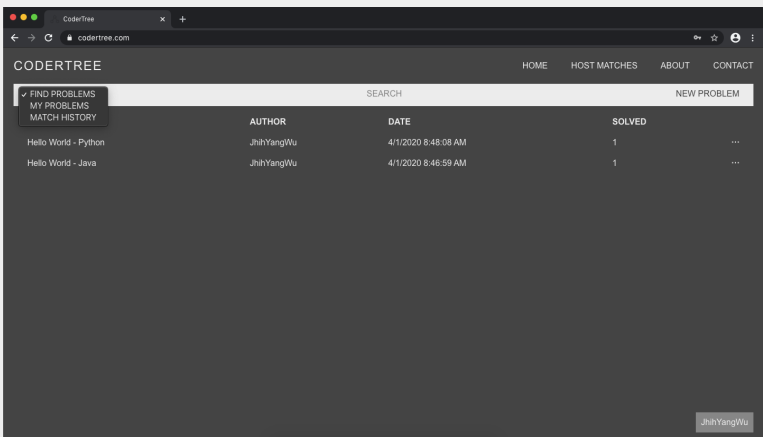 CoderTree
codertree.com
CODERTREE
HOME HOST MATCHES ABOUT CONTACT
FIND PROBLEMS
MY PROBLEMS
MATCH HISTORY
SEARCH
NEW PROBLEM
AUTHOR DATE SOLVED
Hello World - Python JhihYangWu 4/1/2020 8:48:08 AM 1 ...
Hello World - Java JhihYangWu 4/1/2020 8:46:59 AM 1 ...
JhihYangWu